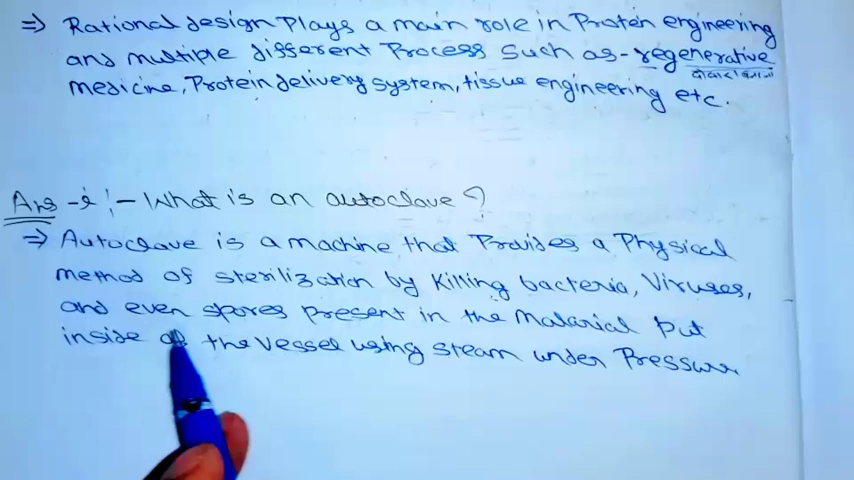 ⇒ Rational design Plays a main role in Protein engineering
and multiple different Process such as - regenerative
medicine, Protein delivery system, tissue engineering etc.
Ans - i :- What is an autoclave ?
⇒ Autoclave is a machine that Provides a Physical
method of sterilization by killing bacteria, Viruses,
and even spores present in the Matarial put
inside of the vessel using steam under Pressure